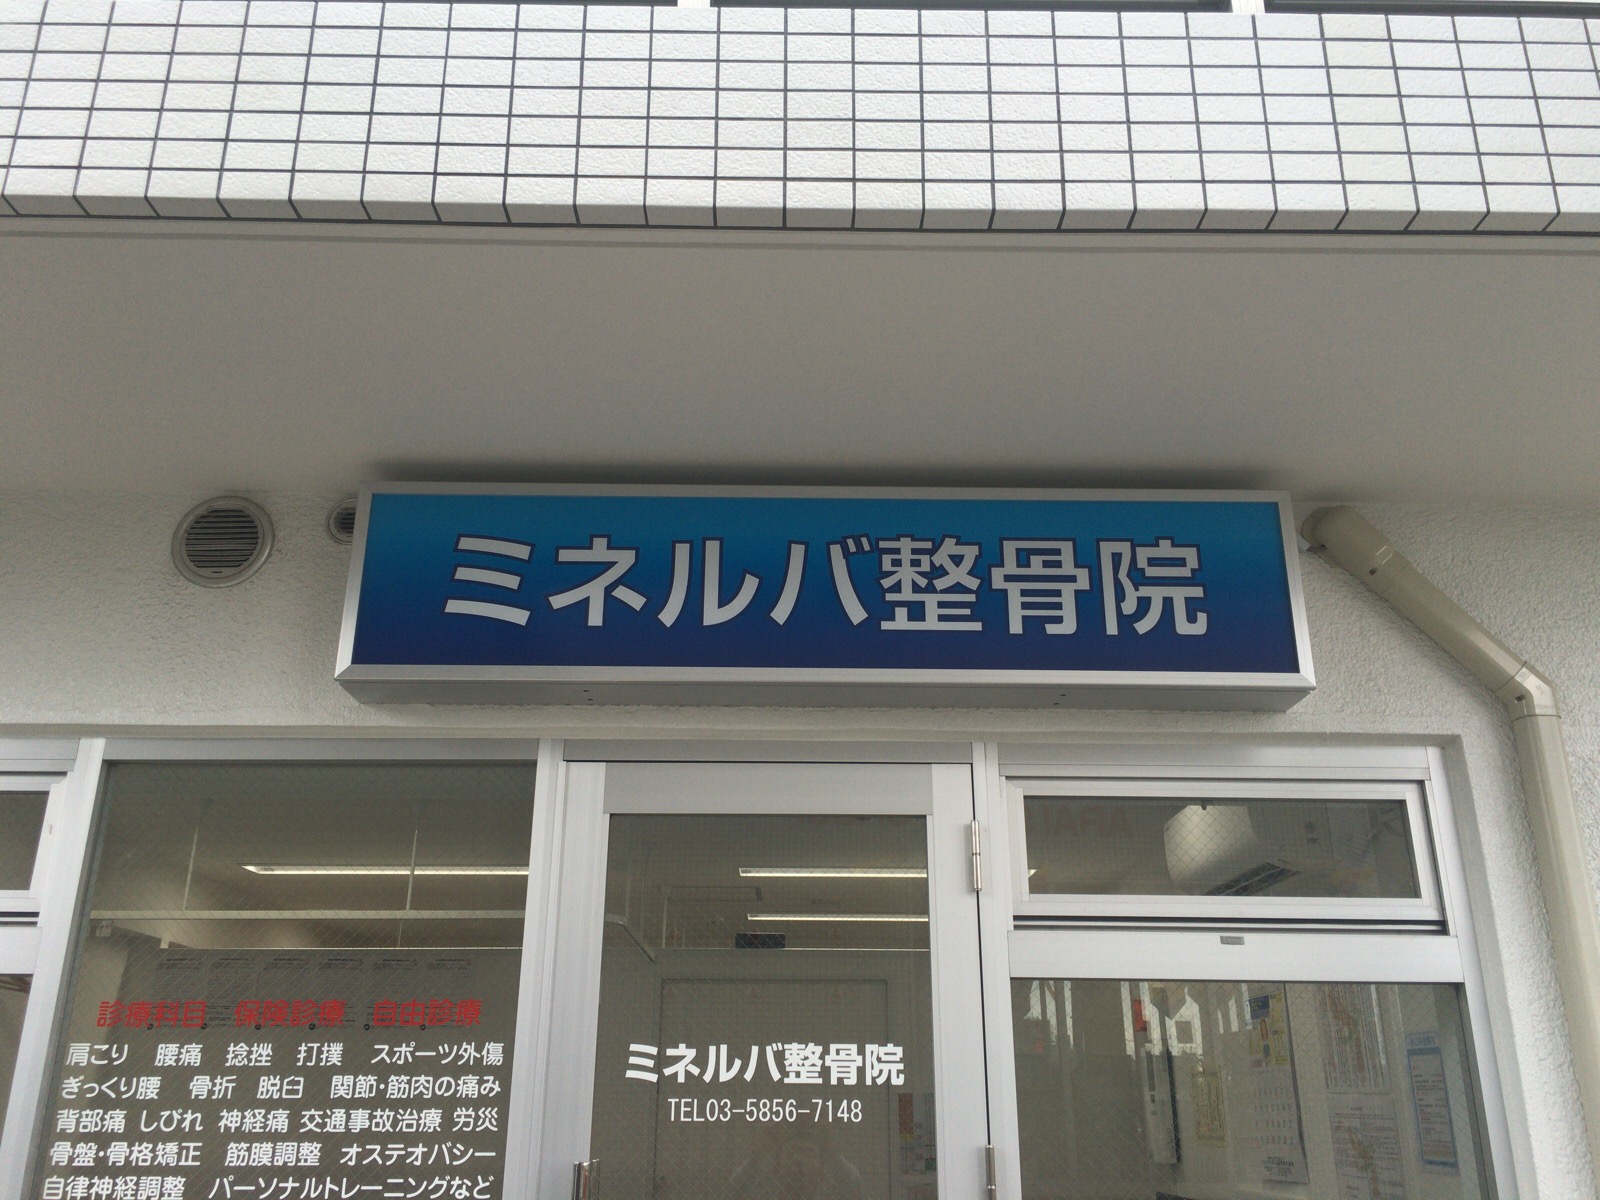 ミネルバ整骨院
診療科目 保険診療 自由診療
肩こり 腰痛 捻挫 打撲 スポーツ外傷
ぎっくり腰 骨折 脱臼 関節・筋肉の痛み
背部痛 しびれ 神経痛 交通事故治療 労災
骨盤・骨格矯正 筋膜調整 オステオパシー
自律神経調整 パーソナルトレーニングなど
ミネルバ整骨院
TEL03-5856-7148